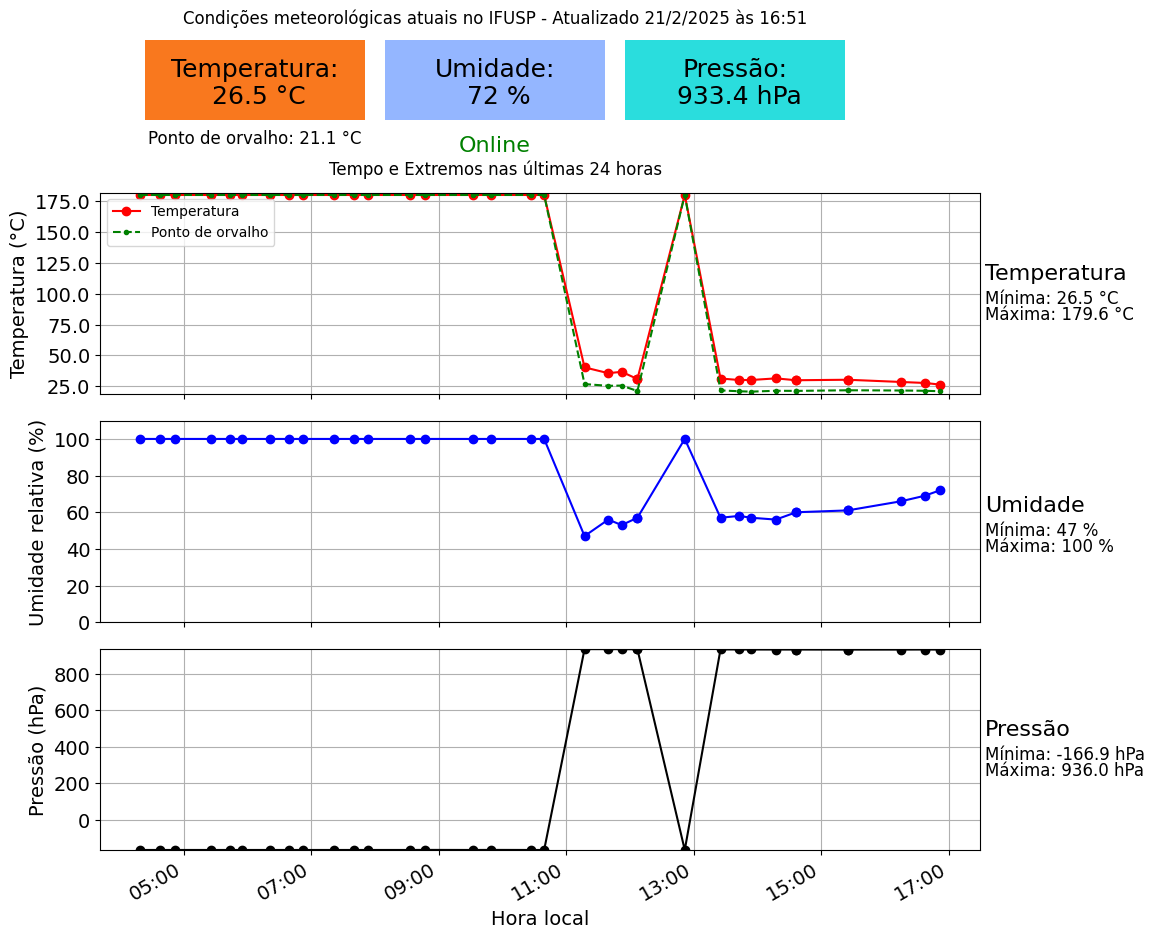 Condições meteorológicas atuais no IFUSP - Atualizado 21/2/2025 às 16:51
Temperatura:
26.5 °C
Umidade:
72 %
Pressão:
933.4 hPa
Ponto de orvalho: 21.1 °C
Online
Tempo e Extremos nas últimas 24 horas
Temperatura (°C)
175.0
150.0
125.0
100.0
75.0
50.0
25.0
Temperatura
Ponto de orvalho
Temperatura
Mínima: 26.5 °C
Máxima: 179.6 °C
Umidade relativa (%)
100
80
60
40
20
0
Umidade
Mínima: 47 %
Máxima: 100 %
Pressão (hPa)
800
600
400
200
0
Pressão
Mínima: -166.9 hPa
Máxima: 936.0 hPa
05:00
07:00
09:00
11:00
13:00
15:00
17:00
Hora local